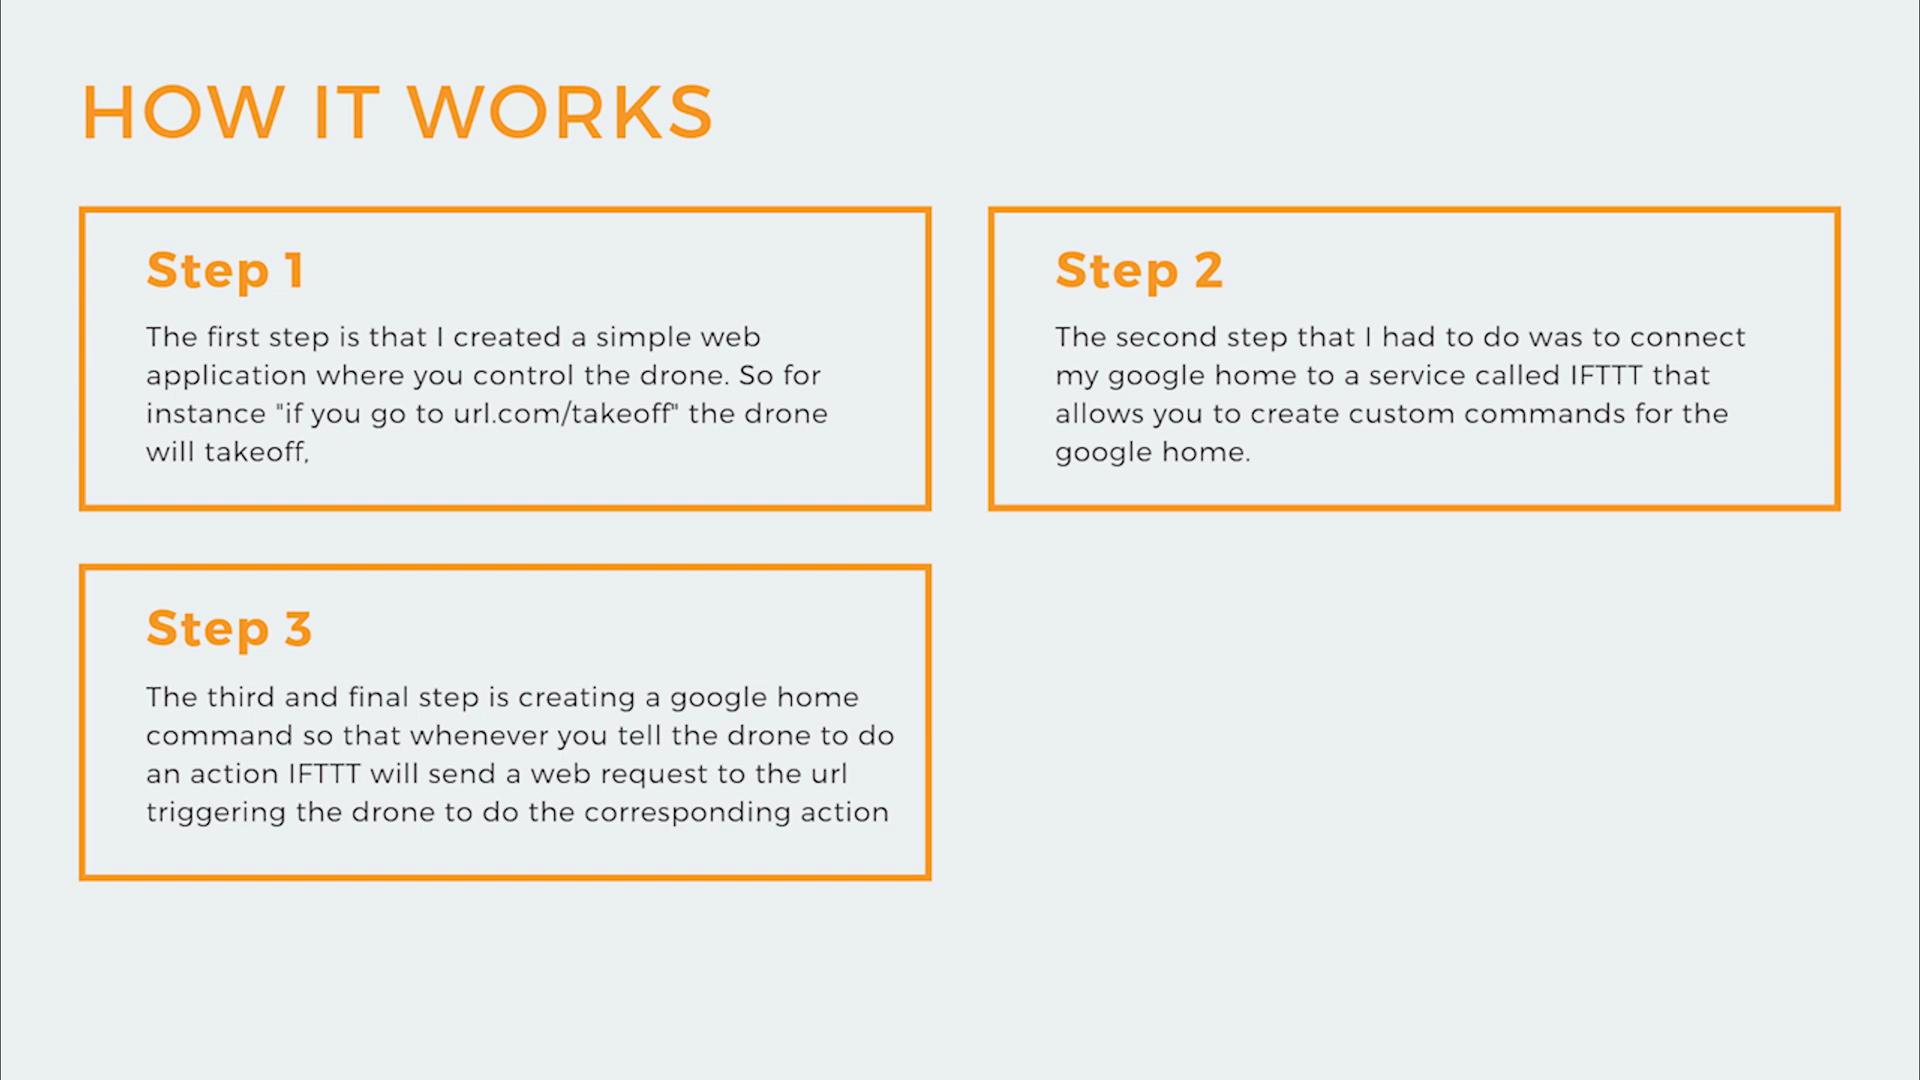 HOW IT WORKS
Step 1
The first step is that I created a simple web
application where you control the drone. So for
instance "if you go to url.com/takeoff" the drone
will takeoff,
Step 2
The second step that I had to do was to connect
my google home to a service called IFTTT that
allows you to create custom commands for the
google home.
Step 3
The third and final step is creating a google home
command so that whenever you tell the drone to do
an action IFTTT will send a web request to the url
triggering the drone to do the corresponding action